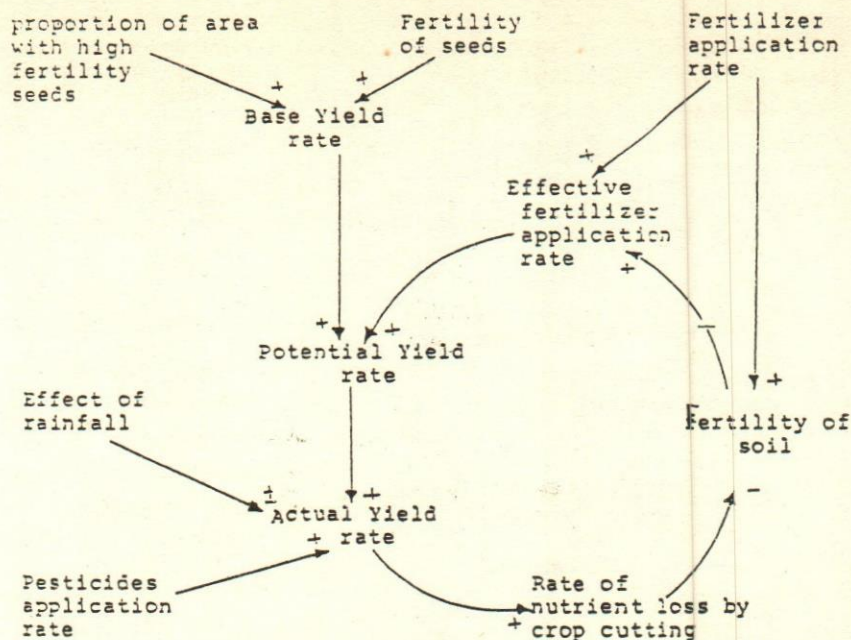 proportion of area
with high
fertility
seeds
Fertility
of seeds
Fertilizer
application
rate
+
+
Base Yield
rate
+
Effective
fertilizer
application
rate
+
+
+
Potential Yield
rate
+
Effect of
rainfall
Fertility of
soil
±
+
Actual Yield
+ rate
-
Pesticides
application
rate
Rate of
nutrient loss by
+ crop cutting